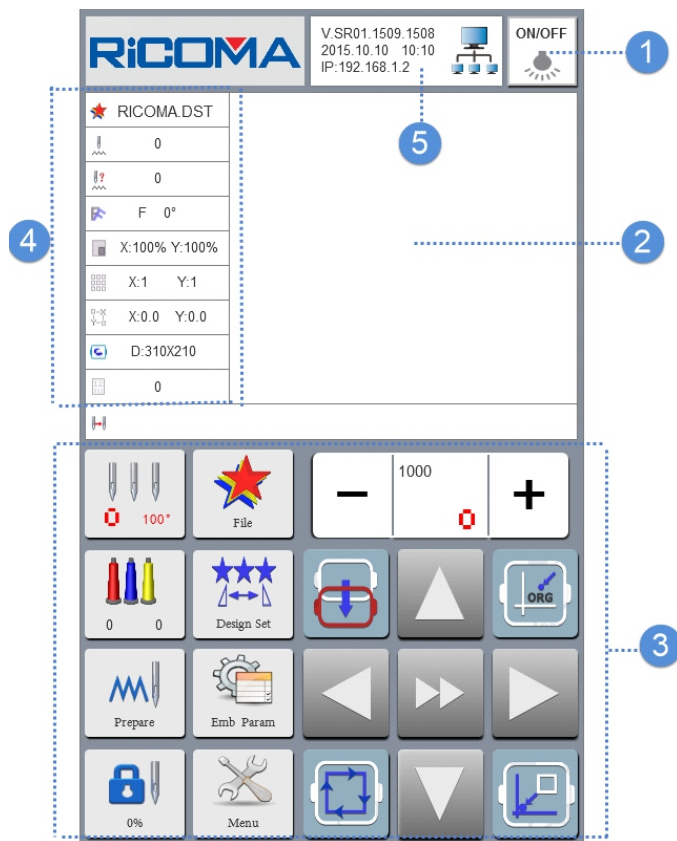 RiCOMA
V.SR01.1509.1508
2015.10.10 10:10
IP:192.168.1.2
ON/OFF
1
5
RICOMA.DST
0
0
F 0°
4
X:100% Y:100%
2
X:1 Y:1
X:0.0 Y:0.0
D:310X210
0
0 100°
File
−
1000
0
+
0 0
Design Set
ORG
3
Prepare
Emb Param
0%
Menu